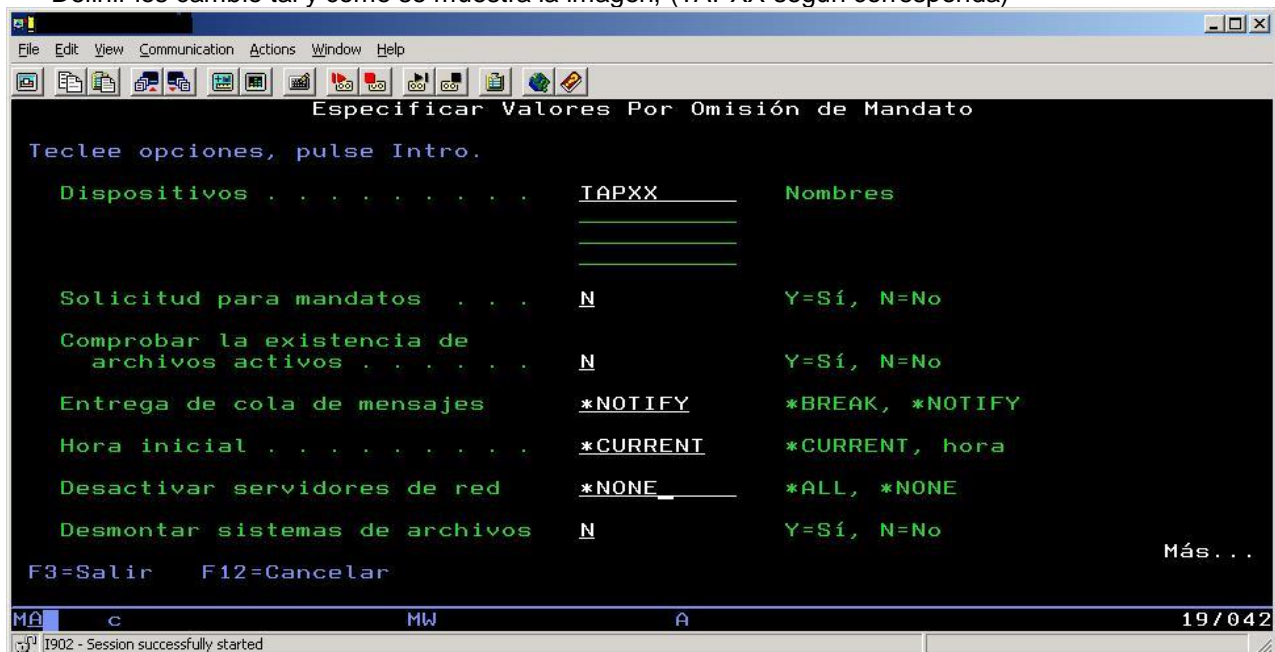 Definir los cambio tal y como se muestra la imagen, (TAPXX según corresponda)
File Edit View Communication Actions Window Help
Especificar Valores Por Omisión de Mandato
Teclee opciones, pulse Intro.
Dispositivos . . . . . . . . . TAPXX Nombres
Solicitud para mandatos . . . N Y=Sí, N=No
Comprobar la existencia de
archivos activos . . . . . . N Y=Sí, N=No
Entrega de cola de mensajes *NOTIFY *BREAK, *NOTIFY
Hora inicial . . . . . . . . . *CURRENT *CURRENT, hora
Desactivar servidores de red *NONE_ *ALL, *NONE
Desmontar sistemas de archivos N Y=Sí, N=No
Más...
F3=Salir F12=Cancelar
MA c MW A 19/042
I902 - Session successfully started